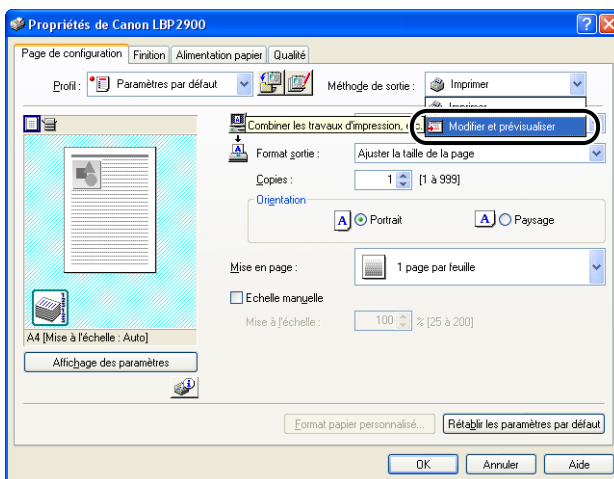 Propriétés de Canon LBP2900
Page de configuration Finition Alimentation papier Qualité
Profil : Paramètres par défaut Méthode de sortie : Imprimer
Imprimer
Combiner les travaux d'impression, Modifier et prévisualiser
Format sortie : Ajuster la taille de la page
Copies : 1 [1 à 999]
Orientation
A Portrait A Paysage
Mise en page : 1 page par feuille
Echelle manuelle
Mise à l'échelle : 100 % [25 à 200]
A4 [Mise à l'échelle : Auto]
Affichage des paramètres
Format papier personnalisé... Rétablir les paramètres par défaut
OK Annuler Aide